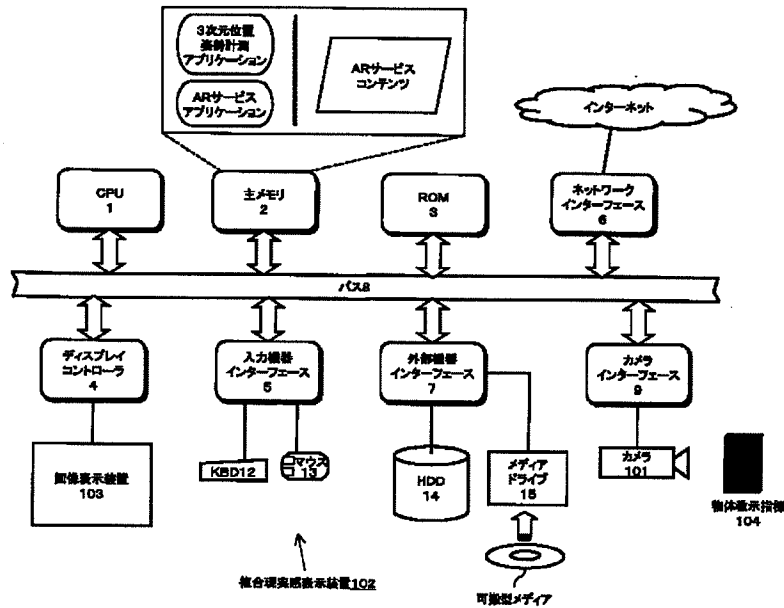 3次元位置
姿勢計測
アプリケーション
ARサービス
アプリケーション
ARサービス
コンテンツ
インターネット
CPU
1
主メモリ
2
ROM
3
ネットワーク
インターフェース
6
バス8
ディスプレイ
コントローラ
4
入力機器
インターフェース
5
外部機器
インターフェース
7
カメラ
インターフェース
9
画像表示装置
103
KBD12
マウス
13
HDD
14
メディア
ドライブ
15
カメラ
101
物体教示指標
104
複合現実感表示装置102
可搬型メディア